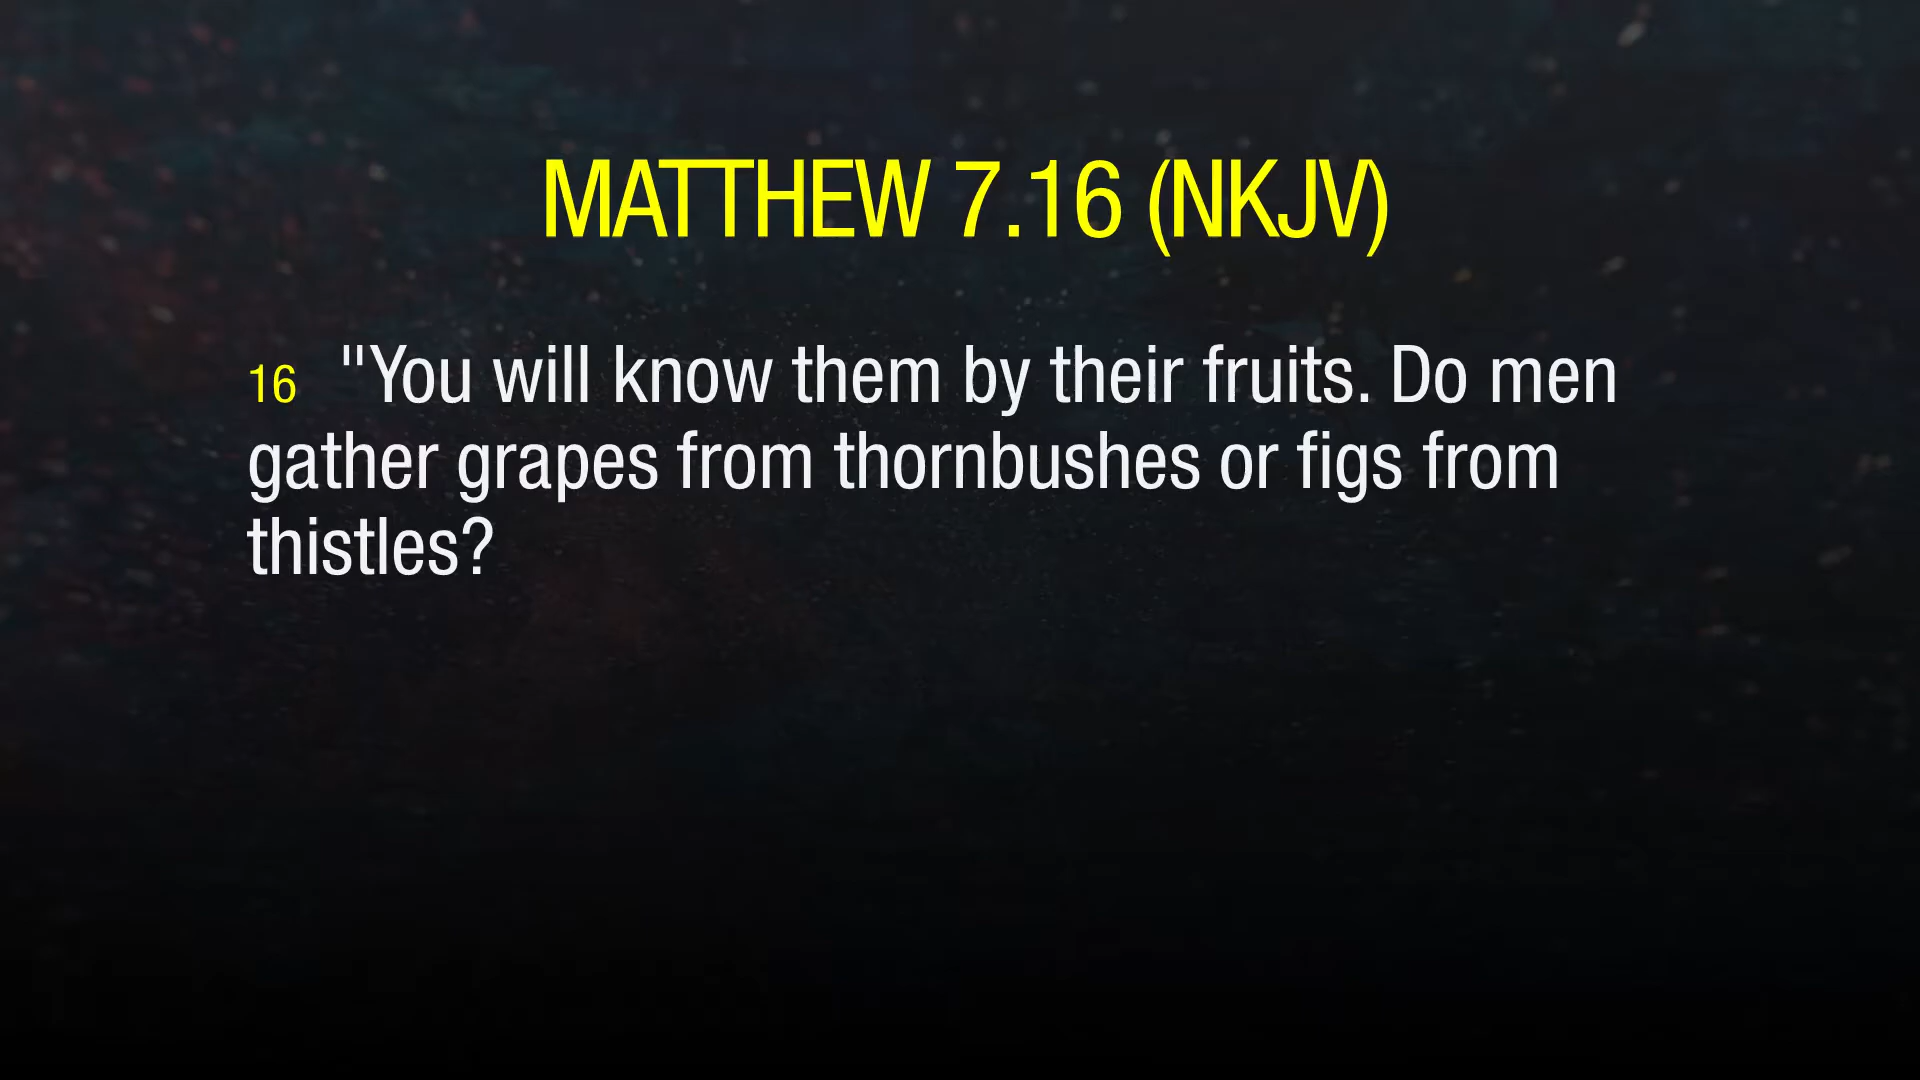 MATTHEW 7.16 (NKJV)
16 "You will know them by their fruits. Do men
gather grapes from thornbushes or figs from
thistles?